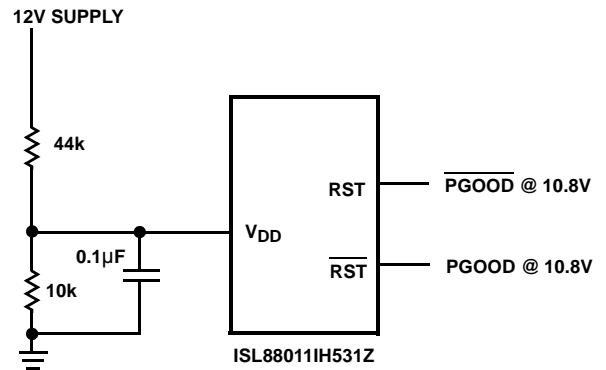 12V SUPPLY
44k
RST
PGOOD @ 10.8V
VDD
0.1µF
RST
PGOOD @ 10.8V
10k
ISL88011IH531Z